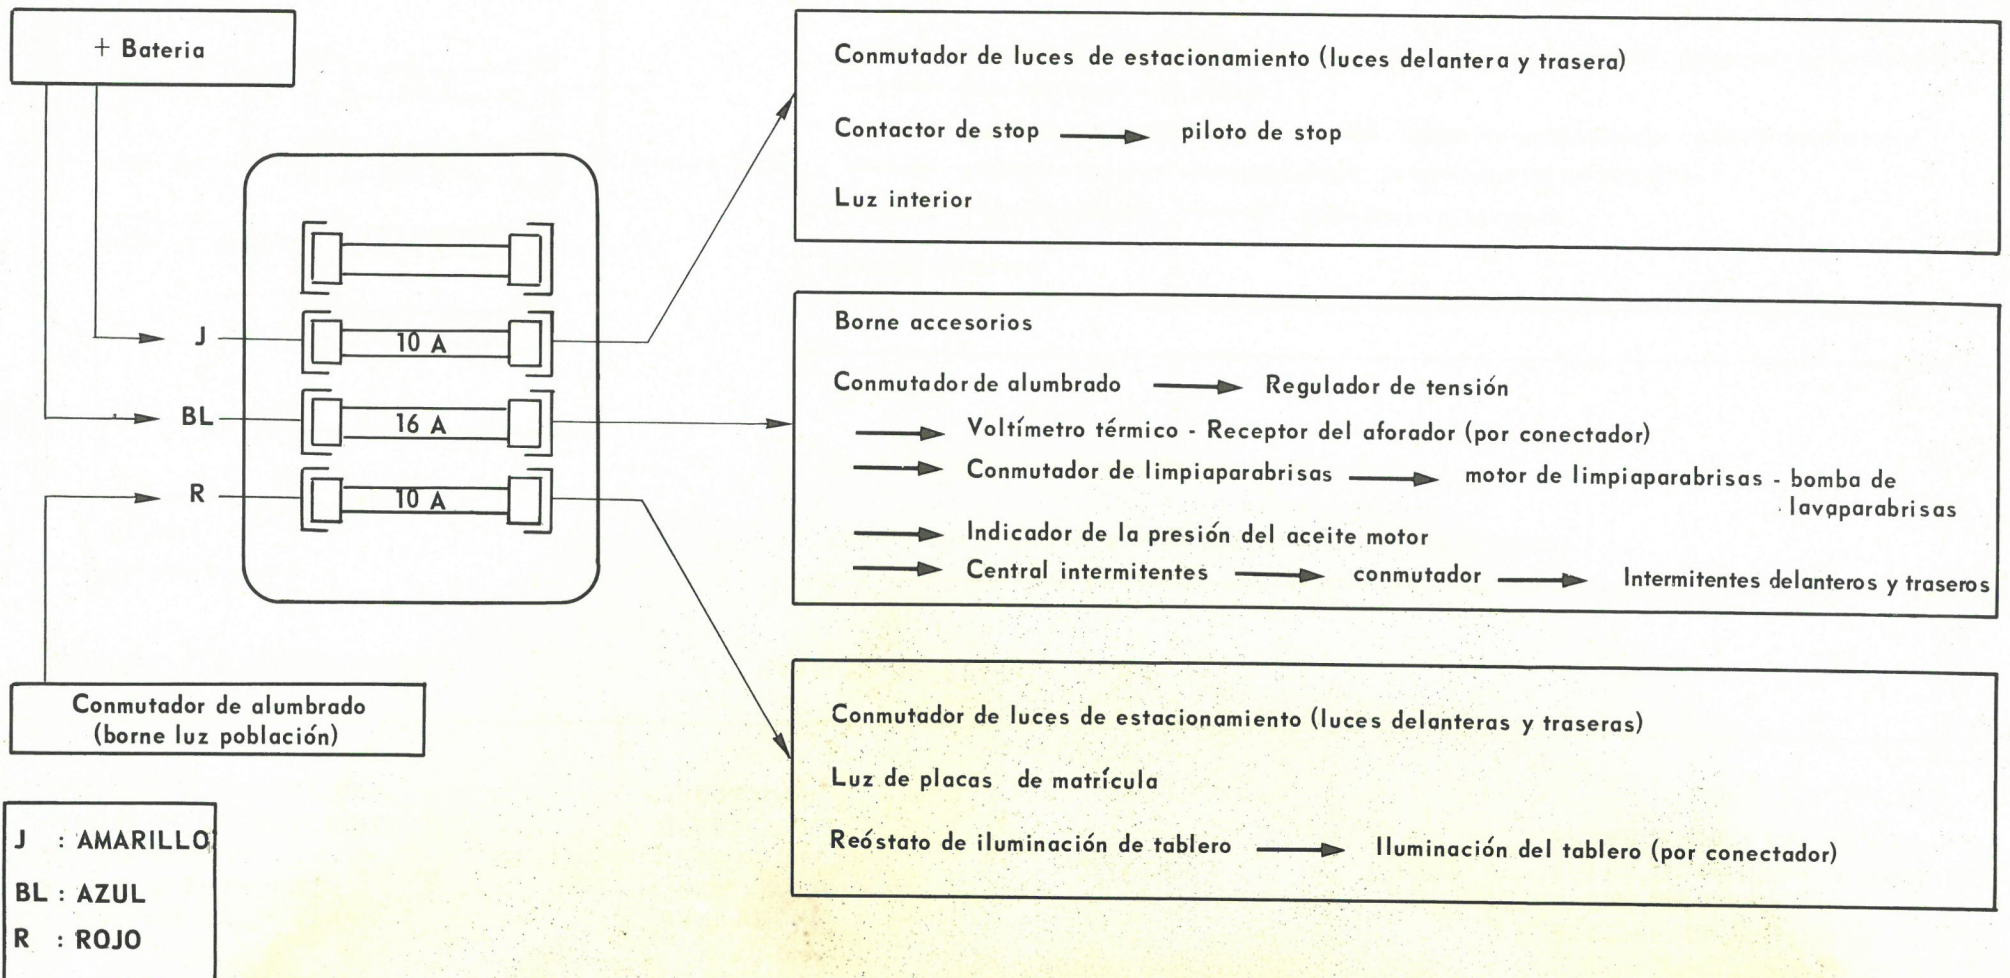 + Bateria
Conmutador de luces de estacionamiento (luces delantera y trasera)
Contactor de stop piloto de stop
Luz interior
J
10 A
BL
16 A
R
10 A
Borne accesorios
Conmutador de alumbrado Regulador de tensión
Voltímetro térmico - Receptor del aforador (por conectador)
Conmutador de limpiaparabrisas motor de limpiaparabrisas - bomba de
lavaparabrisas
Indicador de la presión del aceite motor
Central intermitentes conmutador Intermitentes delanteros y traseros
Conmutador de alumbrado
(borne luz población)
Conmutador de luces de estacionamiento (luces delanteras y traseras)
Luz de placas de matrícula
Reóstato de iluminación de tablero Iluminación del tablero (por conectador)
J : AMARILLO
BL : AZUL
R : ROJO